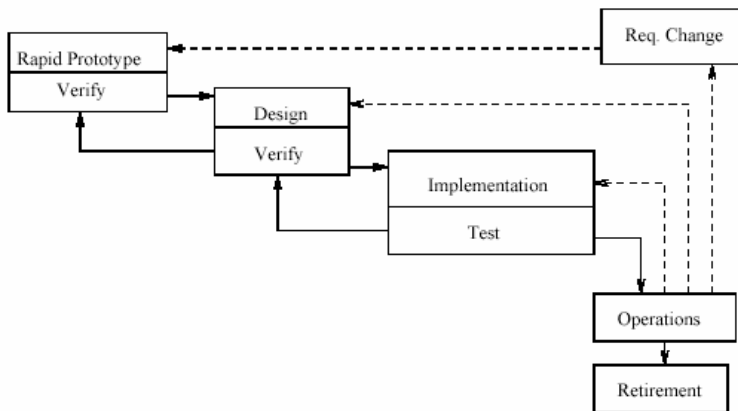 Req. Change
Rapid Prototype
Verify
Design
Verify
Implementation
Test
Operations
Retirement